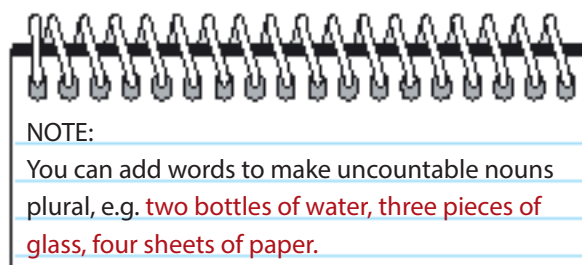 NOTE:
You can add words to make uncountable nouns
plural, e.g. two bottles of water, three pieces of
glass, four sheets of paper.